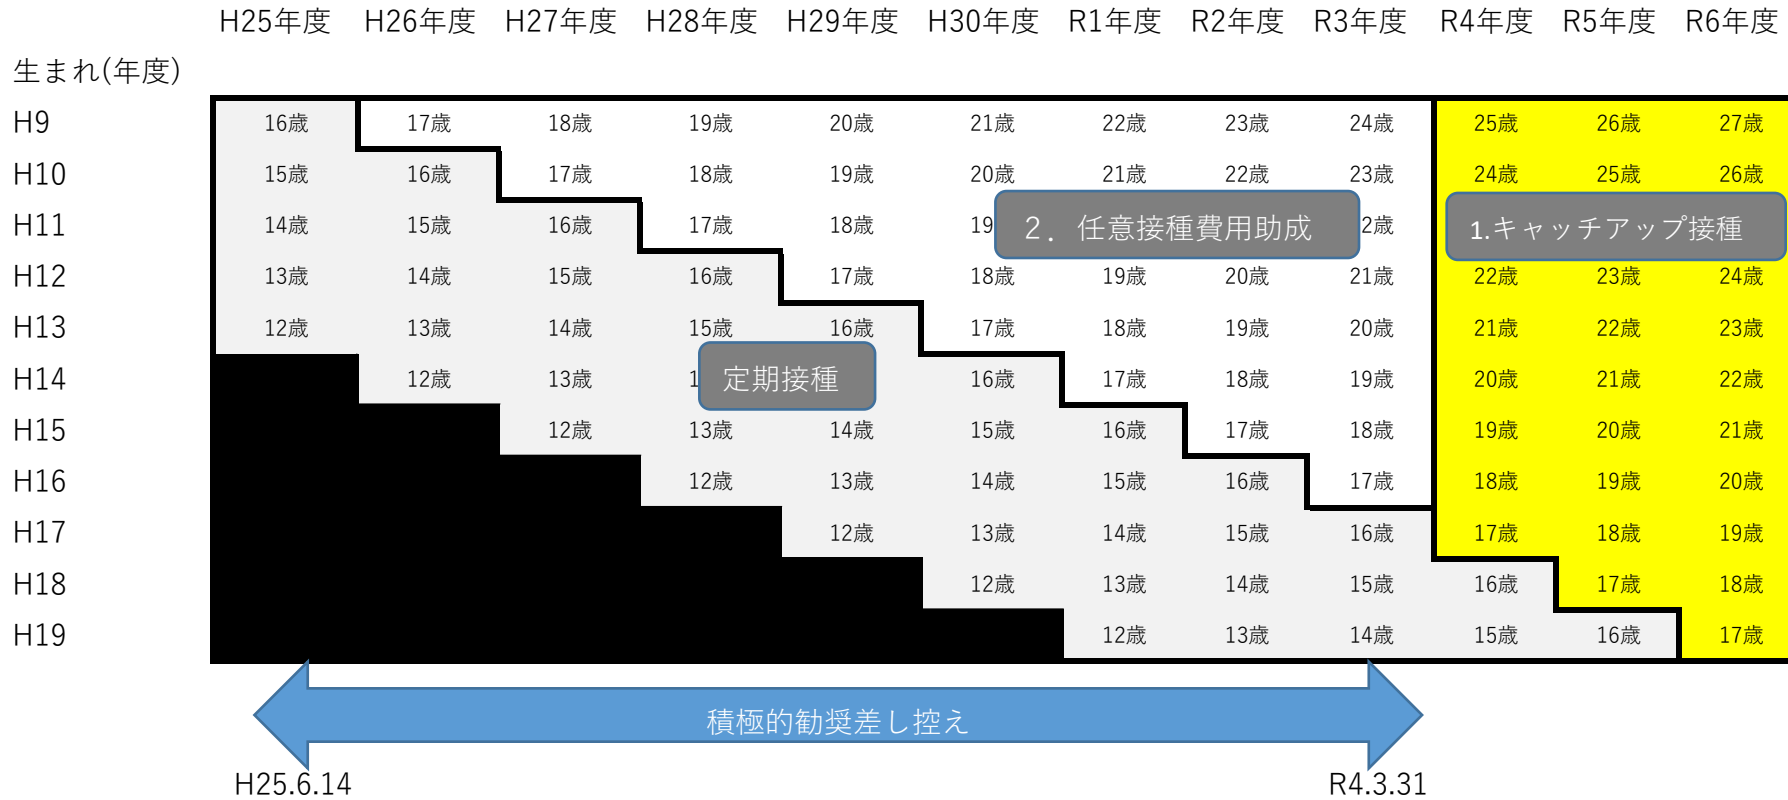 H25年度 H26年度 H27年度 H28年度 H29年度 H30年度 R1年度 R2年度 R3年度 R4年度 R5年度 R6年度
生まれ(年度)
H9 16歳 17歳 18歳 19歳 20歳 21歳 22歳 23歳 24歳 25歳 26歳 27歳
H10 15歳 16歳 17歳 18歳 19歳 20歳 21歳 22歳 23歳 24歳 25歳 26歳
H11 14歳 15歳 16歳 17歳 18歳 19 2．任意接種費用助成 2歳 1.キャッチアップ接種
H12 13歳 14歳 15歳 16歳 17歳 18歳 19歳 20歳 21歳 22歳 23歳 24歳
H13 12歳 13歳 14歳 15歳 16歳 17歳 18歳 19歳 20歳 21歳 22歳 23歳
H14 12歳 13歳 1 定期接種 16歳 17歳 18歳 19歳 20歳 21歳 22歳
H15 12歳 13歳 14歳 15歳 16歳 17歳 18歳 19歳 20歳 21歳
H16 12歳 13歳 14歳 15歳 16歳 17歳 18歳 19歳 20歳
H17 12歳 13歳 14歳 15歳 16歳 17歳 18歳 19歳
H18 12歳 13歳 14歳 15歳 16歳 17歳 18歳
H19 12歳 13歳 14歳 15歳 16歳 17歳
積極的勧奨差し控え
H25.6.14 R4.3.31